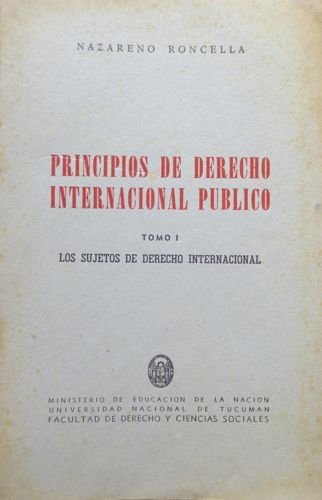 NAZARENO RONCELLA
PRINCIPIOS DE DERECHO
INTERNACIONAL PUBLICO
TOMO I
LOS SUJETOS DE DERECHO INTERNACIONAL
MINISTERIO DE EDUCACION DE LA NACION
UNIVERSIDAD NACIONAL DE TUCUMAN
FACULTAD DE DERECHO Y CIENCIAS SOCIALES